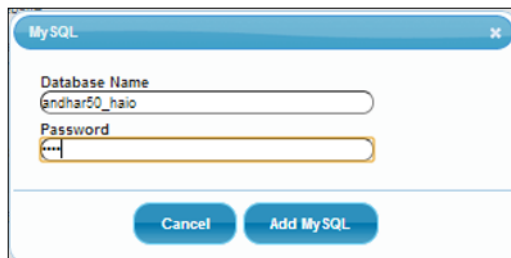 MySQL
Database Name
andhar50_haio
Password
••••
Cancel Add MySQL